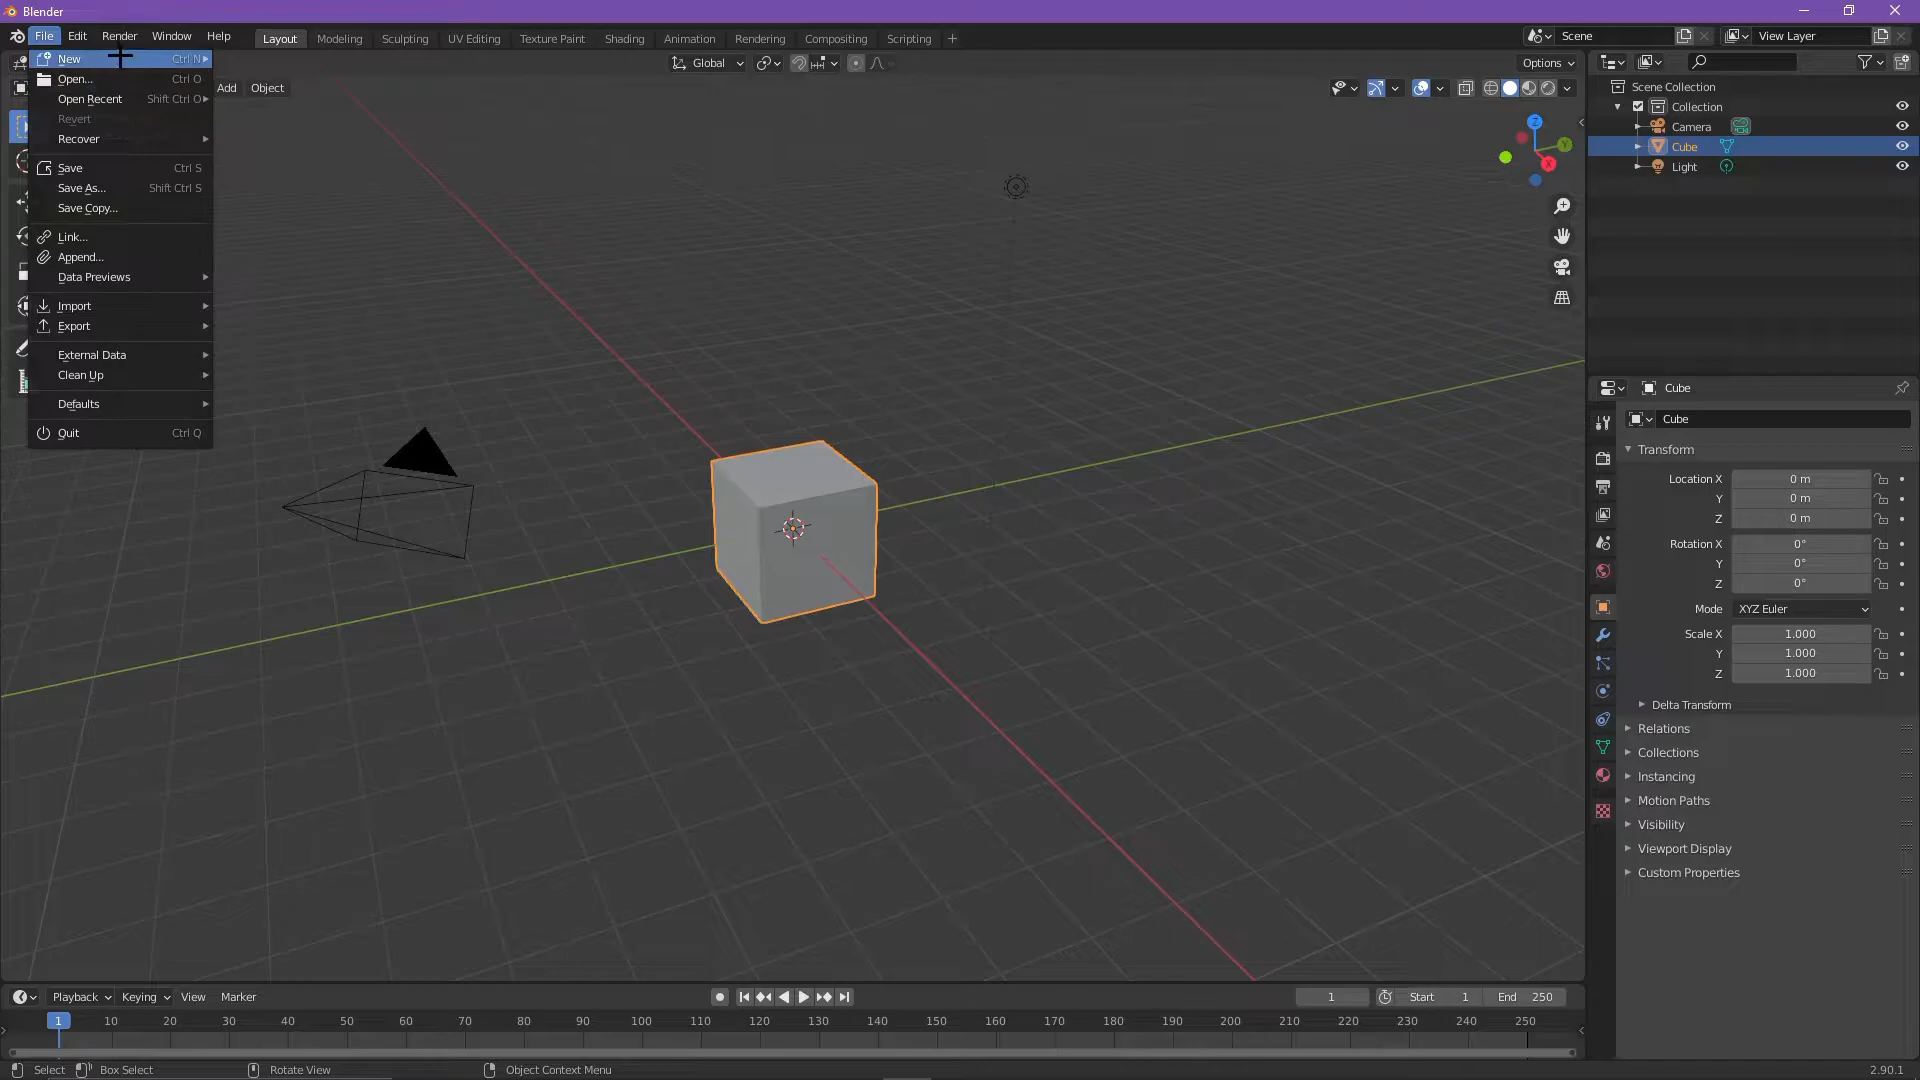 Blender
File Edit Render Window Help Layout Modeling Sculpting UV Editing Texture Paint Shading Animation Rendering Compositing Scripting + Scene View Layer
New Ctrl N
Open... Ctrl O
Open Recent Shift Ctrl O
Revert
Recover
Save Ctrl S
Save As... Shift Ctrl S
Save Copy...
Link...
Append...
Data Previews
Import
Export
External Data
Clean Up
Defaults
Quit Ctrl Q
Global Options
Add Object
Z
Y
X
Scene Collection
Collection
Camera
Cube
Light
Cube
Cube
Transform
Location X 0 m
Y 0 m
Z 0 m
Rotation X 0°
Y 0°
Z 0°
Mode XYZ Euler
Scale X 1.000
Y 1.000
Z 1.000
Delta Transform
Relations
Collections
Instancing
Motion Paths
Visibility
Viewport Display
Custom Properties
Playback Keying View Marker 1 Start 1 End 250
1 10 20 30 40 50 60 70 80 90 100 110 120 130 140 150 160 170 180 190 200 210 220 230 240 250
Select Box Select Rotate View Object Context Menu 2.90.1